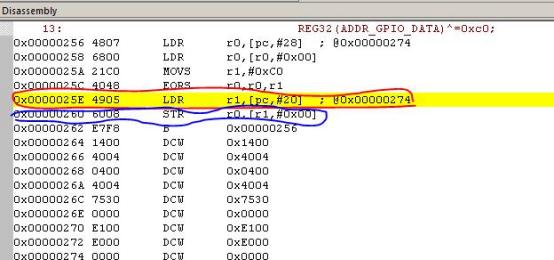 Disassembly
13: REG32(ADDR_GPIO_DATA)^=0xc0;
0x00000256 4807 LDR r0,[pc,#28] ; @0x00000274
0x00000258 6800 LDR r0,[r0,#0x00]
0x0000025A 21C0 MOVS r1,#0xC0
0x0000025C 4048 EORS r0,r0,r1
0x0000025E 4905 LDR r1,[pc,#20] ; @0x00000274
0x00000260 6008 STR r0,[r1,#0x00]
0x00000262 E7F8 B 0x00000256
0x00000264 1400 DCW 0x1400
0x00000266 4004 DCW 0x4004
0x00000268 0400 DCW 0x0400
0x0000026A 4004 DCW 0x4004
0x0000026C 7530 DCW 0x7530
0x0000026E 0000 DCW 0x0000
0x00000270 E100 DCW 0xE100
0x00000272 E000 DCW 0xE000
0x00000274 0000 DCW 0x0000